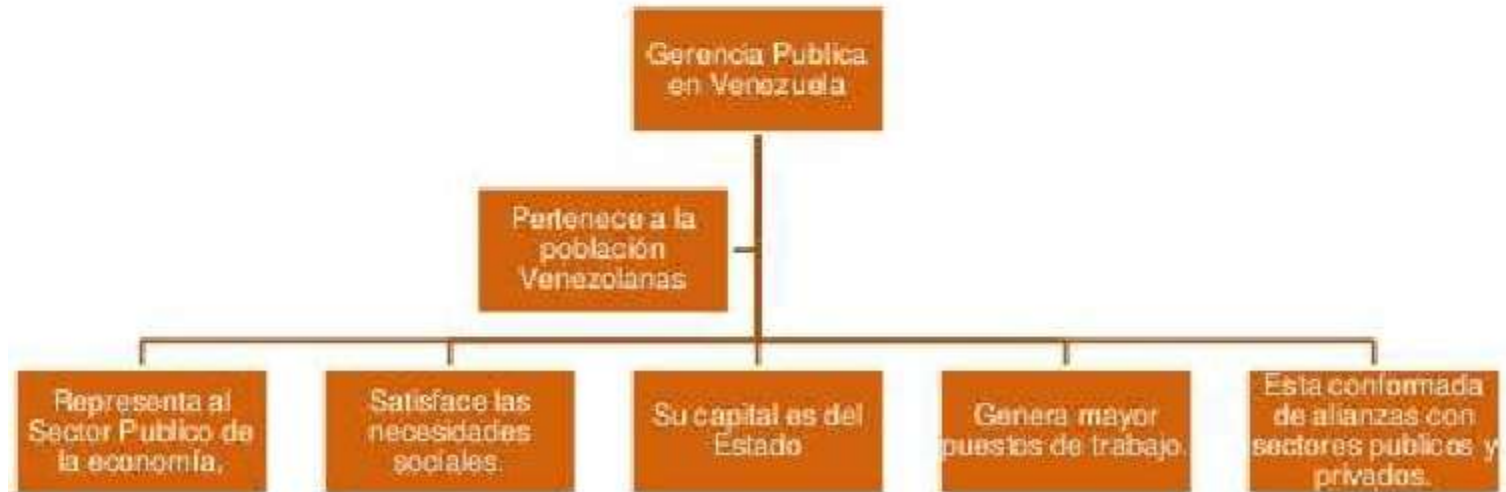 Gerencia Publica
en Venezuela
Pertenece a la
población
Venezolanas
Representa al
Sector Publico de
la economía.
Satisface las
necesidades
sociales.
Su capital es del
Estado
Genera mayor
puestos de trabajo.
Esta conformada
de alianzas con
sectores publicos y
privados.